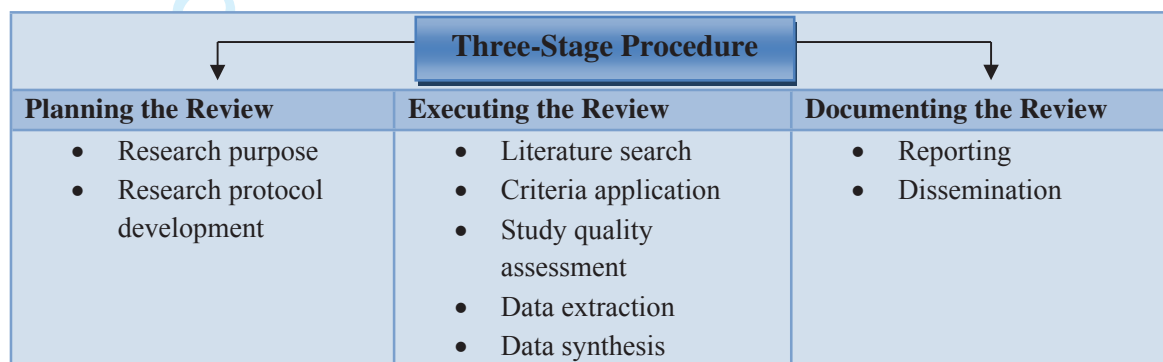 Three-Stage Procedure
Planning the Review
• Research purpose
• Research protocol
development
Executing the Review
• Literature search
• Criteria application
• Study quality
assessment
• Data extraction
• Data synthesis
Documenting the Review
• Reporting
• Dissemination